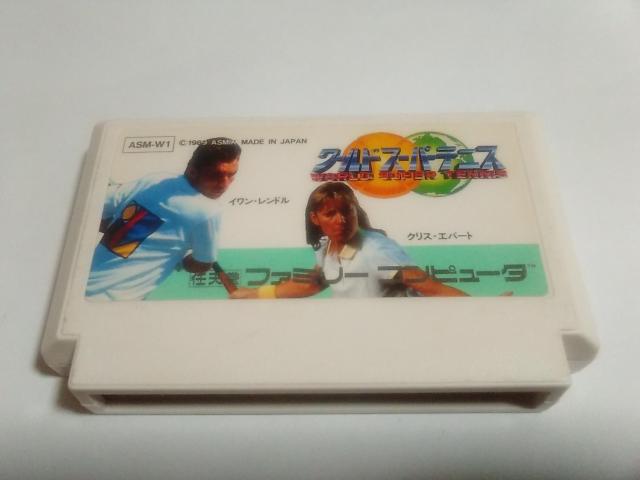 ASM-W1
© ASMIK MADE IN JAPAN
ワールドスーパーテニス
WORLD SUPER TENNIS
イワン・レンドル
クリス・エバート
任天堂 ファミリー コンピュータ™